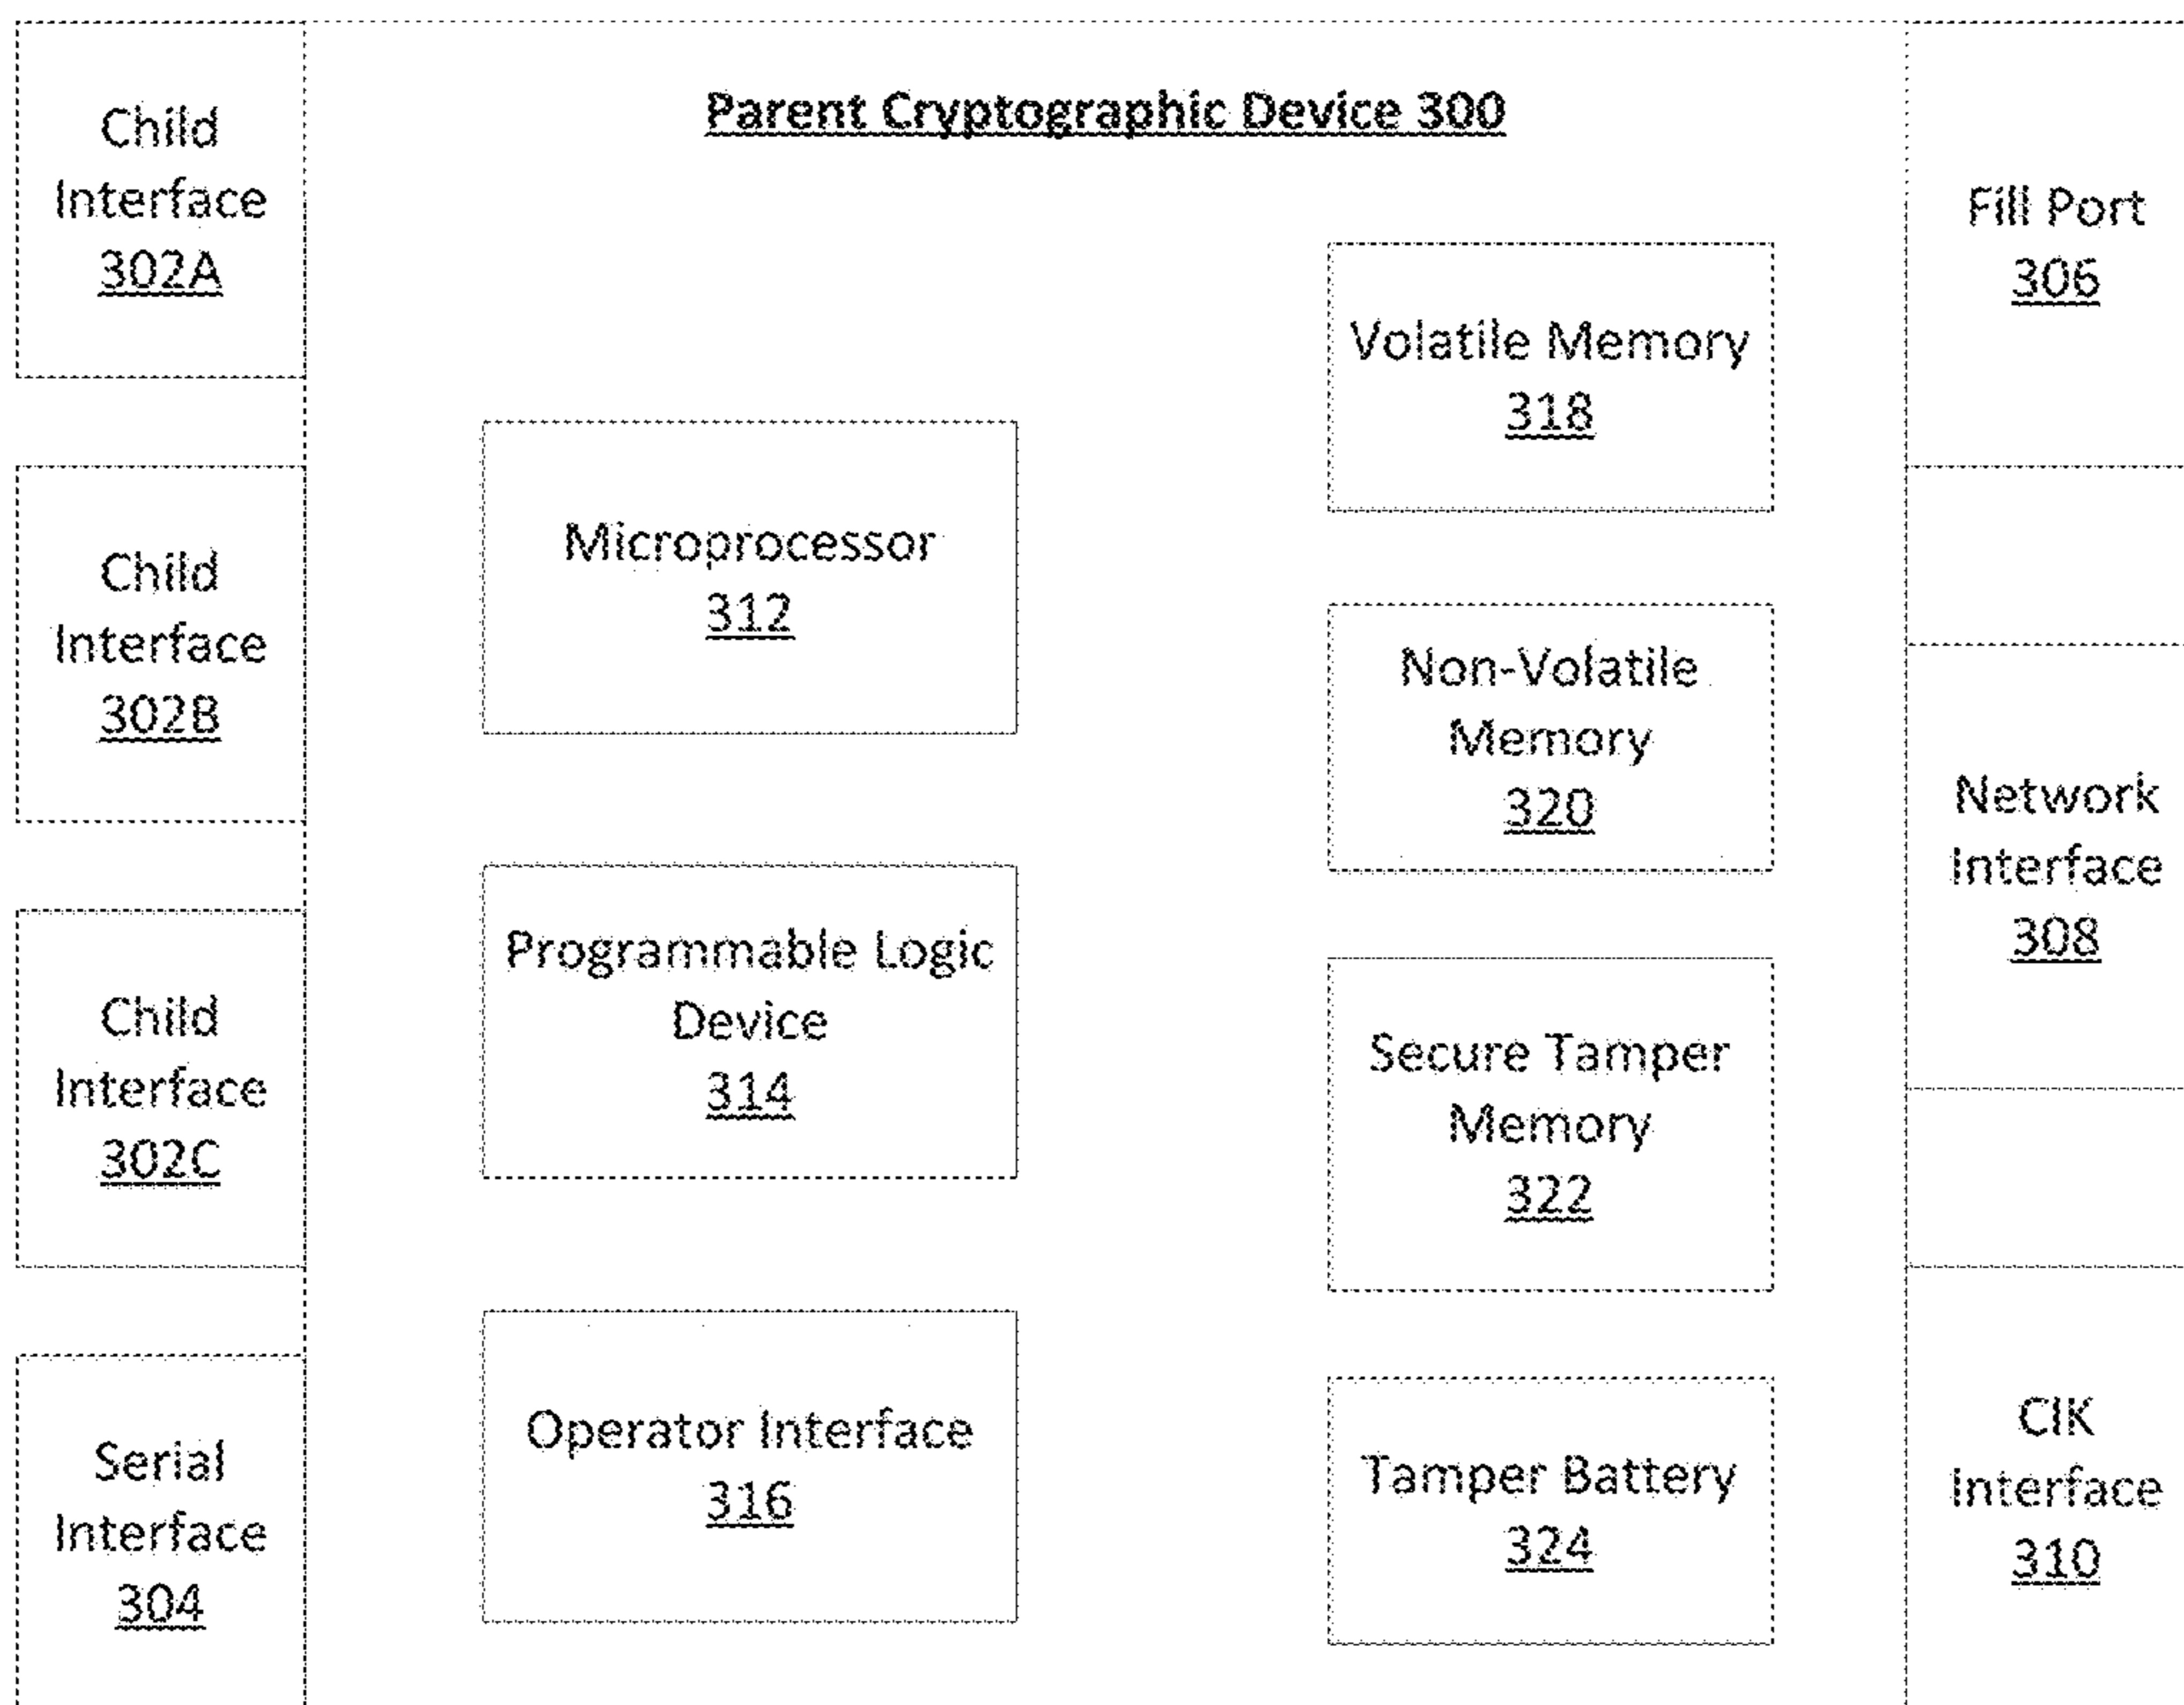 Parent Cryptographic Device 300
Child
Interface
302A
Child
Interface
302B
Child
Interface
302C
Serial
Interface
304
Microprocessor
312
Programmable Logic
Device
314
Operator Interface
316
Volatile Memory
318
Non-Volatile
Memory
320
Secure Tamper
Memory
322
Tamper Battery
324
Fill Port
306
Network
Interface
308
CIK
Interface
310